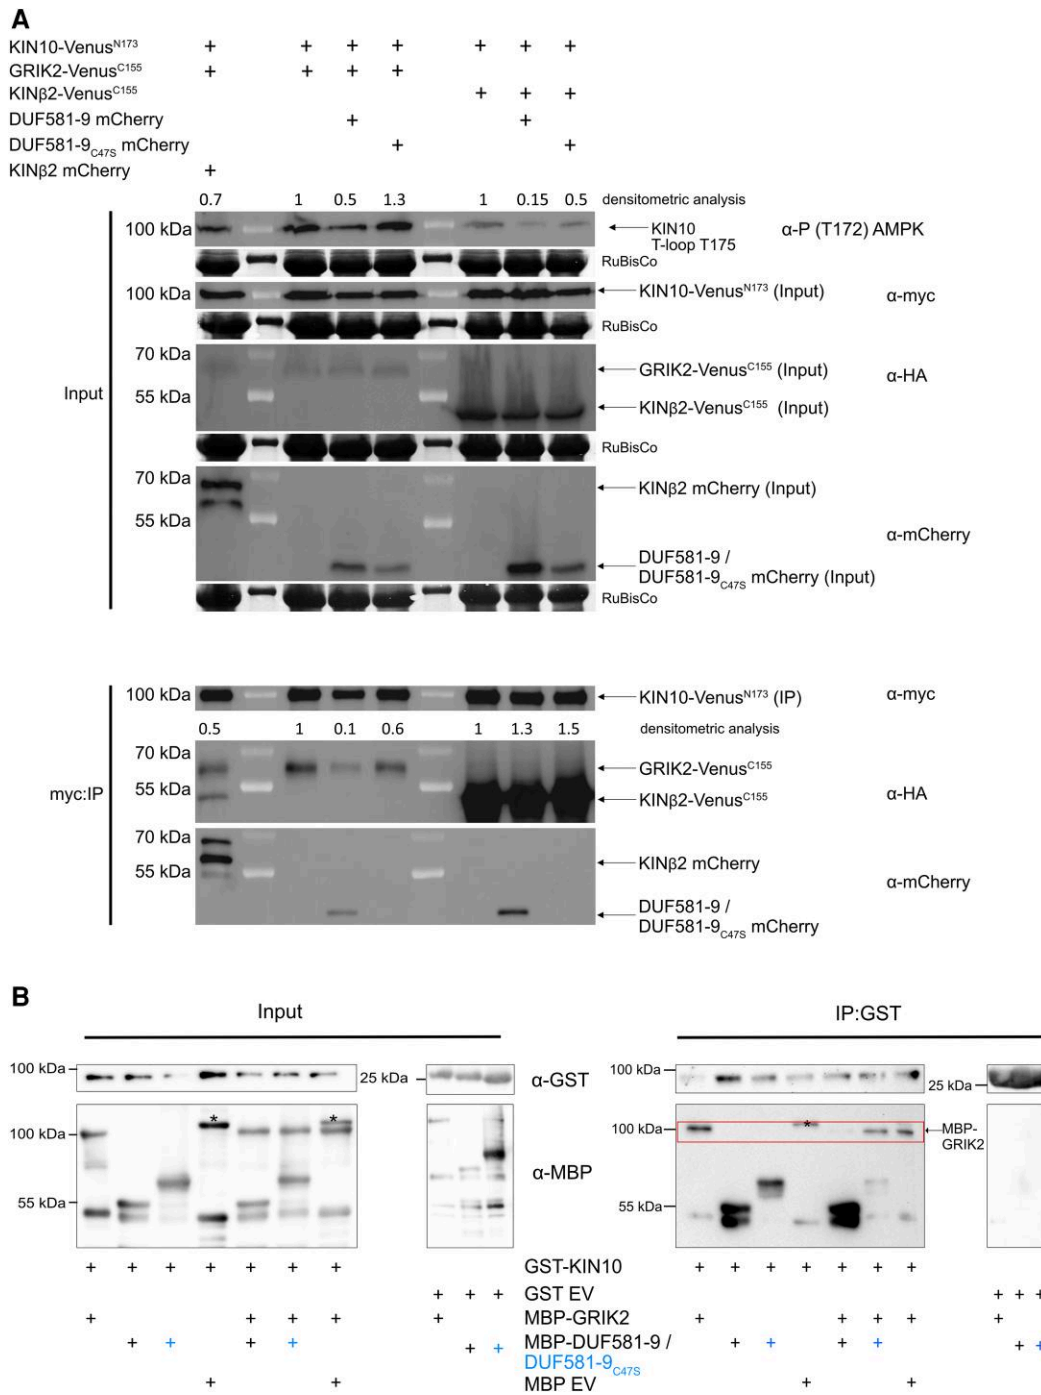 A
KIN10-Venus^N173 + + + + + + +
GRIK2-Venus^C155 + + + +
KINβ2-Venus^C155 + + +
DUF581-9 mCherry + +
DUF581-9_C47S mCherry + +
KINβ2 mCherry +
0.7 1 0.5 1.3 1 0.15 0.5 densitometric analysis
100 kDa KIN10 α-P (T172) AMPK
T-loop T175
RuBisCo
100 kDa KIN10-Venus^N173 (Input) α-myc
RuBisCo
Input
70 kDa
GRIK2-Venus^C155 (Input) α-HA
55 kDa
KINβ2-Venus^C155 (Input)
RuBisCo
70 kDa
KINβ2 mCherry (Input)
55 kDa
α-mCherry
DUF581-9 /
DUF581-9_C47S mCherry (Input)
RuBisCo
100 kDa KIN10-Venus^N173 (IP) α-myc
0.5 1 0.1 0.6 1 1.3 1.5 densitometric analysis
70 kDa
GRIK2-Venus^C155
myc:IP
55 kDa
KINβ2-Venus^C155 α-HA
70 kDa
KINβ2 mCherry
55 kDa
α-mCherry
DUF581-9 /
DUF581-9_C47S mCherry
B
Input IP:GST
100 kDa 25 kDa α-GST 100 kDa 25 kDa
* * *
100 kDa 100 kDa MBP-
GRIK2
α-MBP
55 kDa 55 kDa
+ + + + + + + GST-KIN10 + + + + + + +
+ + + GST EV + + +
+ + + + + MBP-GRIK2 + + + + +
+ + + + + + MBP-DUF581-9 / + + + + + +
DUF581-9_C47S
+ + MBP EV + +